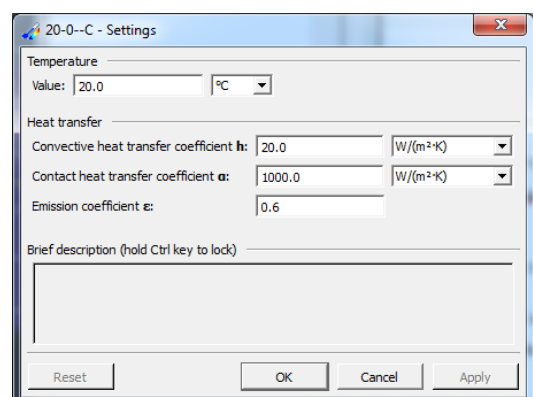 20-0--C - Settings
Temperature
Value: 20.0 °C
Heat transfer
Convective heat transfer coefficient h: 20.0 W/(m²·K)
Contact heat transfer coefficient α: 1000.0 W/(m²·K)
Emission coefficient ε: 0.6
Brief description (hold Ctrl key to lock)
Reset OK Cancel Apply